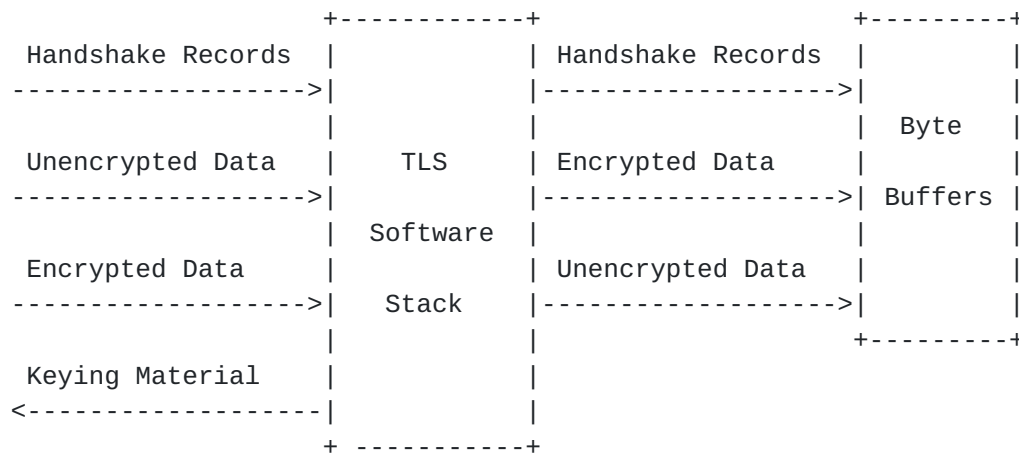 +------------+                    +---------+
Handshake Records   |            | Handshake Records  |         |
------------------->|            |------------------->|         |
                    |            |                    |  Byte   |
Unencrypted Data    |    TLS     | Encrypted Data     |         |
------------------->|            |------------------->| Buffers |
                    |  Software  |                    |         |
Encrypted Data      |            | Unencrypted Data   |         |
------------------->|   Stack    |------------------->|         |
                    |            |                    +---------+
Keying Material     |            |
<-------------------|            |
                    + -----------+